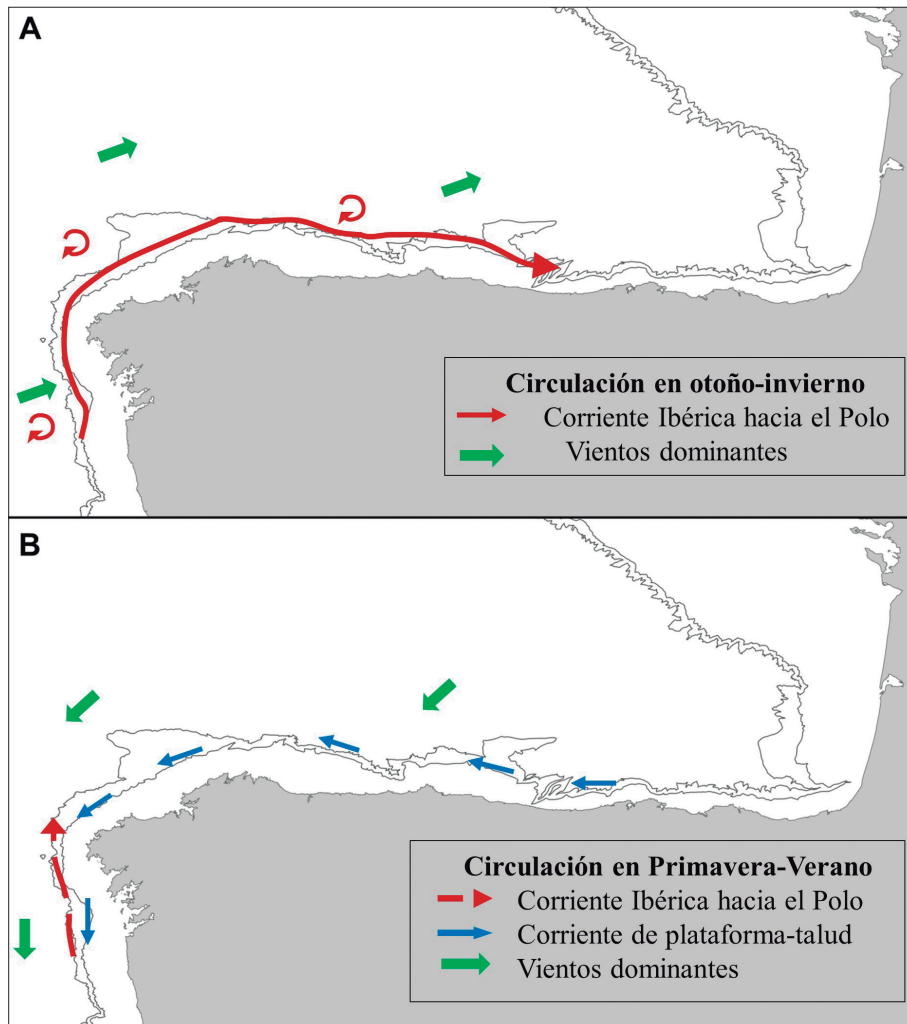 A
Circulación en otoño-invierno
Corriente Ibérica hacia el Polo
Vientos dominantes
B
Circulación en Primavera-Verano
Corriente Ibérica hacia el Polo
Corriente de plataforma-talud
Vientos dominantes